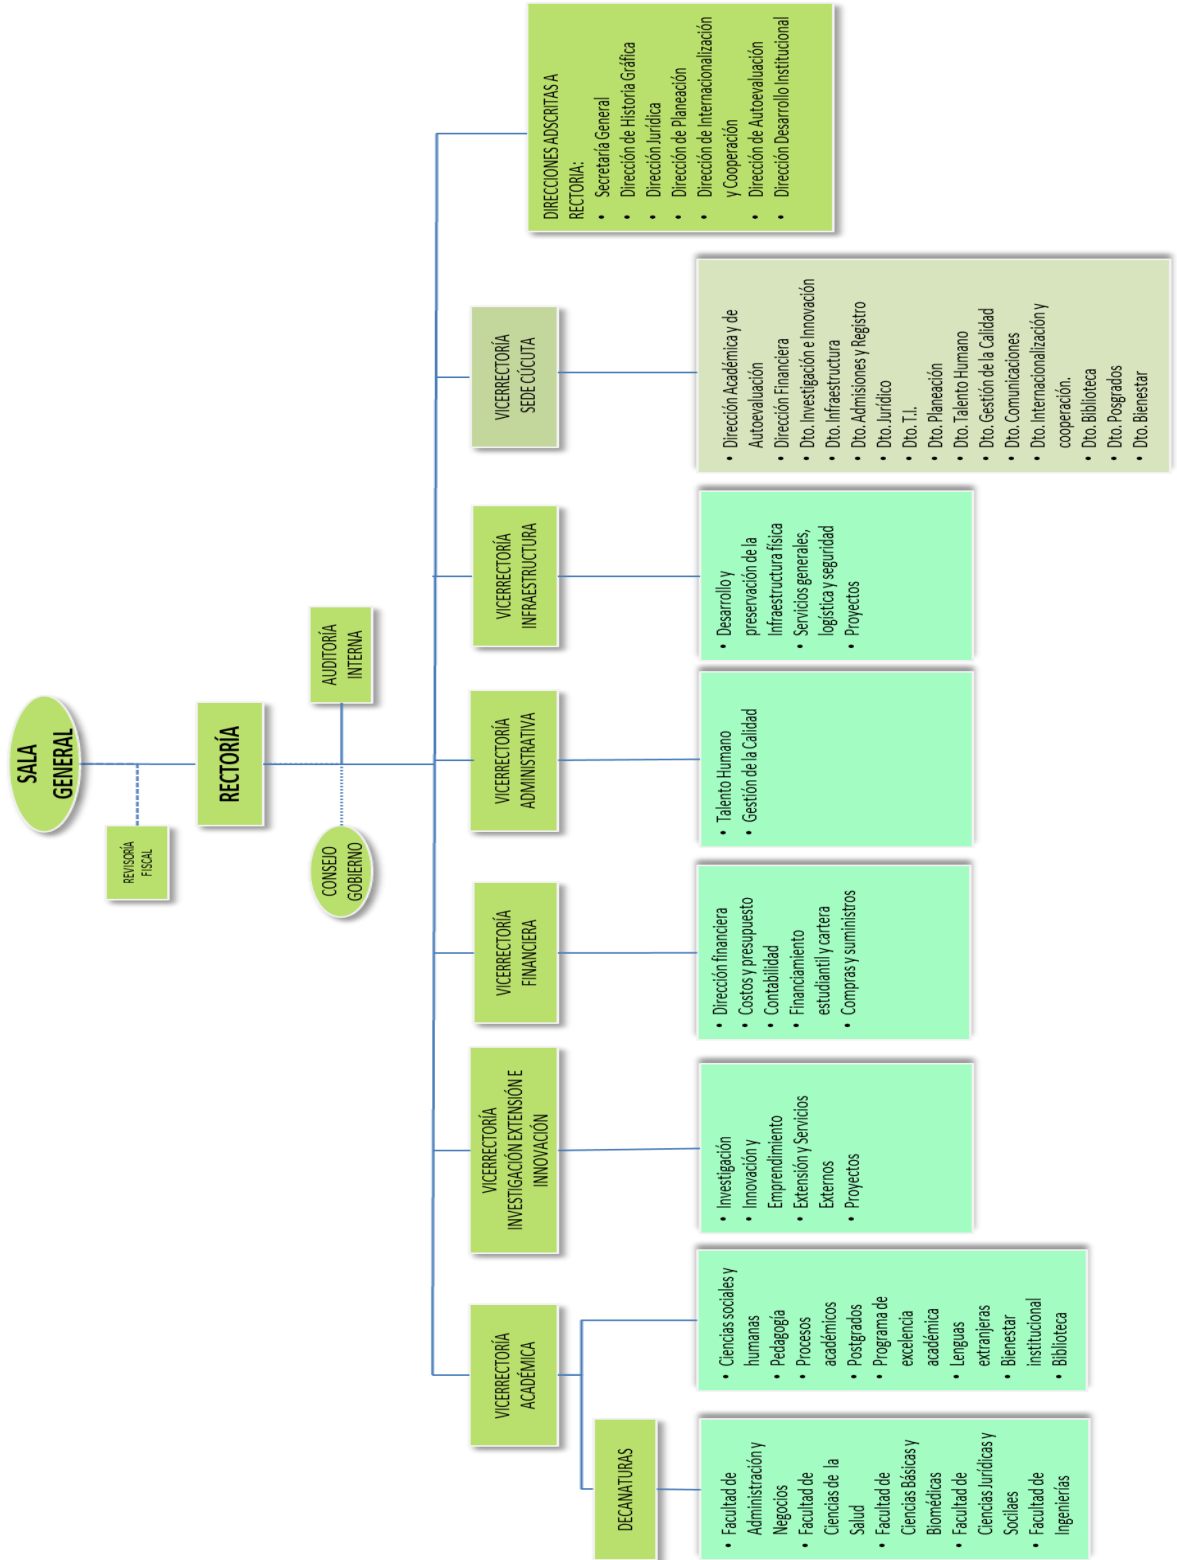 SALA
GENERAL
REVISORÍA
FISCAL
RECTORÍA
CONSEJO
GOBIERNO
AUDITORÍA
INTERNA
VICERRECTORÍA
ACADÉMICA
VICERRECTORÍA
INVESTIGACIÓN EXTENSIÓN E
INNOVACIÓN
VICERRECTORÍA
FINANCIERA
VICERRECTORÍA
ADMINISTRATIVA
VICERRECTORÍA
INFRAESTRUCTURA
VICERRECTORÍA
SEDE CÚCUTA
DIRECCIONES ADSCRITAS A
RECTORIA:
• Secretaría General
• Dirección de Historia Gráfica
• Dirección Jurídica
• Dirección de Planeación
• Dirección de Internacionalización
y Cooperación
• Dirección de Autoevaluación
• Dirección Desarrollo Institucional
DECANATURAS
• Facultad de
Administración y
Negocios
• Facultad de
Ciencias de la
Salud
• Facultad de
Ciencias Básicas y
Biomédicas
• Facultad de
Ciencias Jurídicas y
Socilaes
• Facultad de
Ingenierías
• Ciencias sociales y
humanas
• Pedagogía
• Procesos
académicos
• Postgrados
• Programa de
excelencia
académica
• Lenguas
extranjeras
• Bienestar
institucional
• Biblioteca
• Investigación
• Innovación y
Emprendimiento
• Extensión y Servicios
Externos
• Proyectos
• Dirección financiera
• Costos y presupuesto
• Contabilidad
• Financiamiento
estudiantil y cartera
• Compras y suministros
• Talento Humano
• Gestión de la Calidad
• Desarrollo y
preservación de la
Infraestructura física
• Servicios generales,
logística y seguridad
• Proyectos
• Dirección Académica y de
Autoevaluación
• Dirección Financiera
• Dto. Investigación e Innovación
• Dto. Infraestructura
• Dto. Admisiones y Registro
• Dto. Jurídico
• Dto. T.I.
• Dto. Planeación
• Dto. Talento Humano
• Dto. Gestión de la Calidad
• Dto. Comunicaciones
• Dto. Internacionalización y
cooperación.
• Dto. Biblioteca
• Dto. Posgrados
• Dto. Bienestar